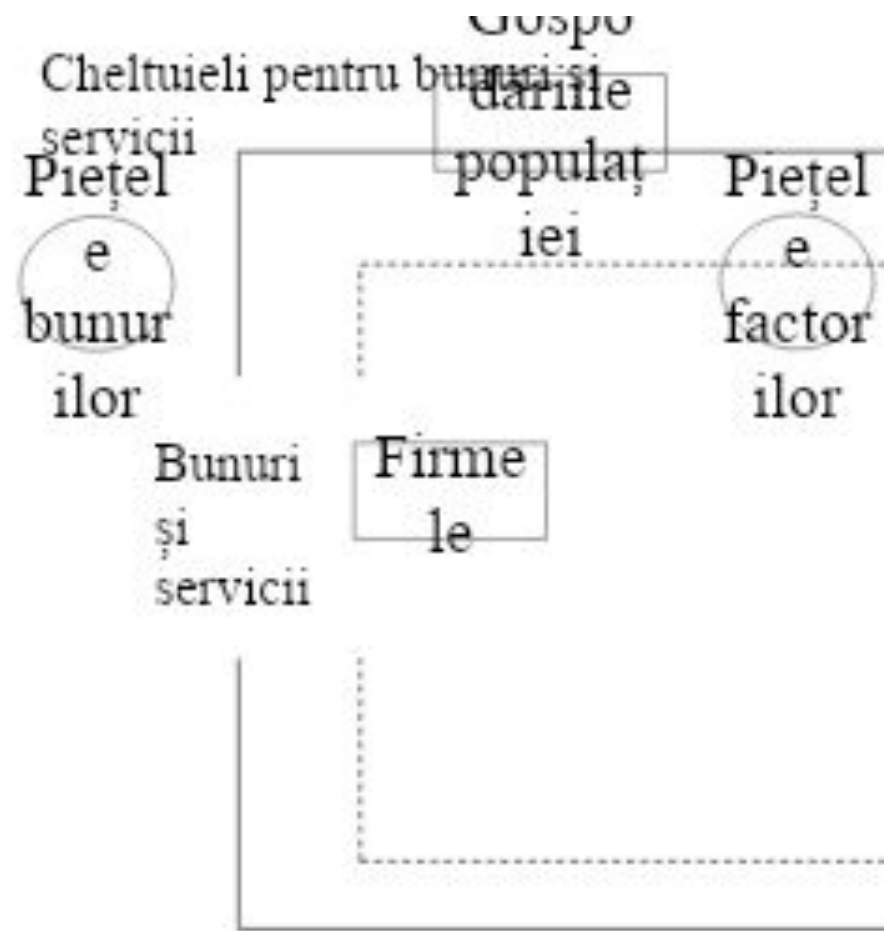 Gospo
dăriile
populaț
iei
Cheltuieli pentru bunuri și
servicii
Piețel
e
bunur
ilor
Piețel
e
factor
ilor
Bunuri
și
servicii
Firme
le